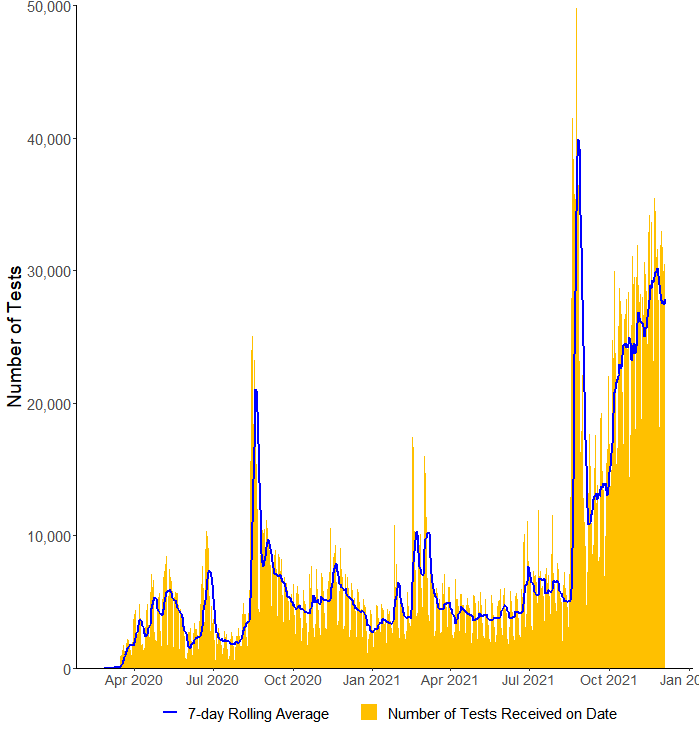 50,000
40,000
30,000
20,000
10,000
0
Number of Tests
Apr 2020 Jul 2020 Oct 2020 Jan 2021 Apr 2021 Jul 2021 Oct 2021 Jan 20
7-day Rolling Average Number of Tests Received on Date